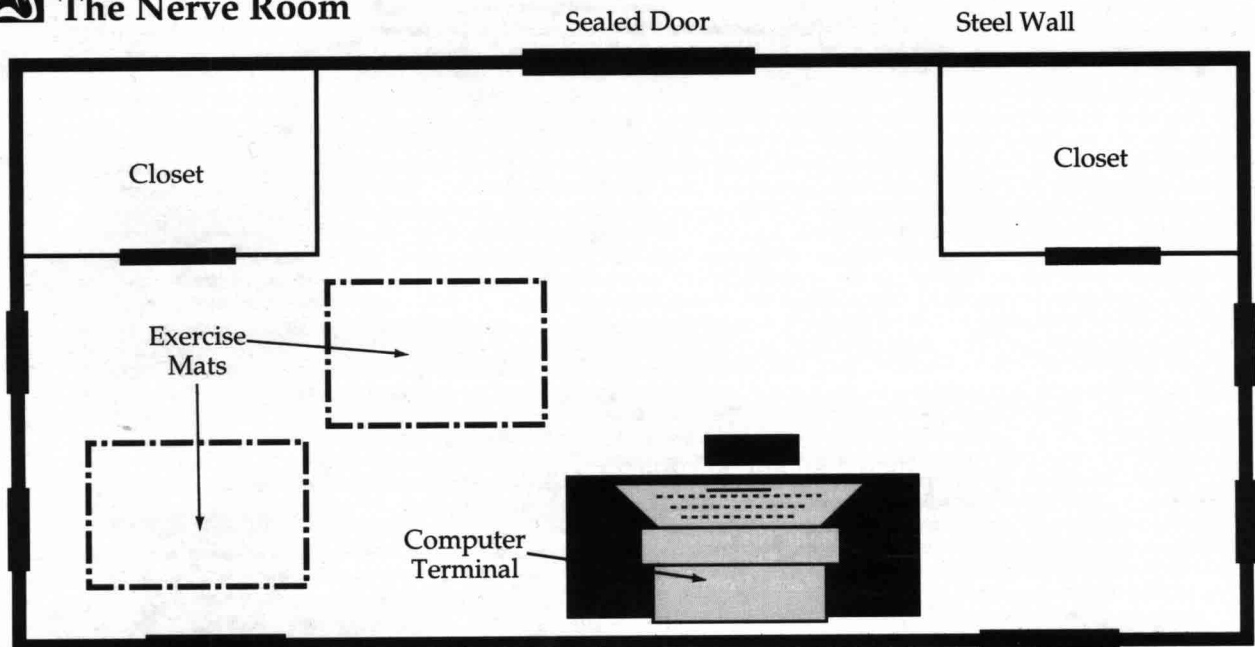 The Nerve Room
Sealed Door
Steel Wall
Closet
Closet
Exercise
Mats
Computer
Terminal